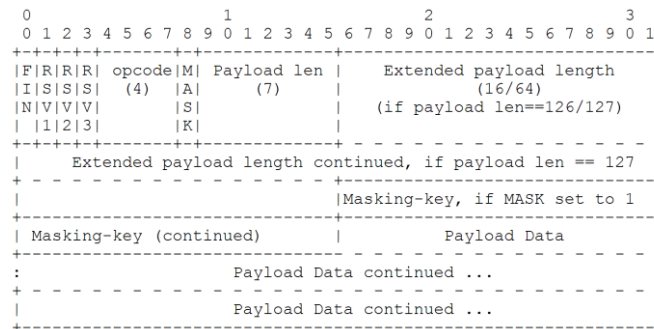 0                   1                   2                   3
 0 1 2 3 4 5 6 7 8 9 0 1 2 3 4 5 6 7 8 9 0 1 2 3 4 5 6 7 8 9 0 1
+-+-+-+-+-------+-+-------------+-------------------------------
|F|R|R|R| opcode|M| Payload len |    Extended payload length
|I|S|S|S|  (4)  |A|     (7)     |             (16/64)
|N|V|V|V|       |S|             |   (if payload len==126/127)
| |1|2|3|       |K|             |
+-+-+-+-+-------+-+-------------+ - - - - - - - - - - - - - - -
|     Extended payload length continued, if payload len == 127
+ - - - - - - - - - - - - - - - +-------------------------------
|                               |Masking-key, if MASK set to 1
+-------------------------------+-------------------------------
| Masking-key (continued)       |          Payload Data
+-------------------------------- - - - - - - - - - - - - - - -
:                     Payload Data continued ...
+ - - - - - - - - - - - - - - - - - - - - - - - - - - - - - - -
|                     Payload Data continued ...
+---------------------------------------------------------------